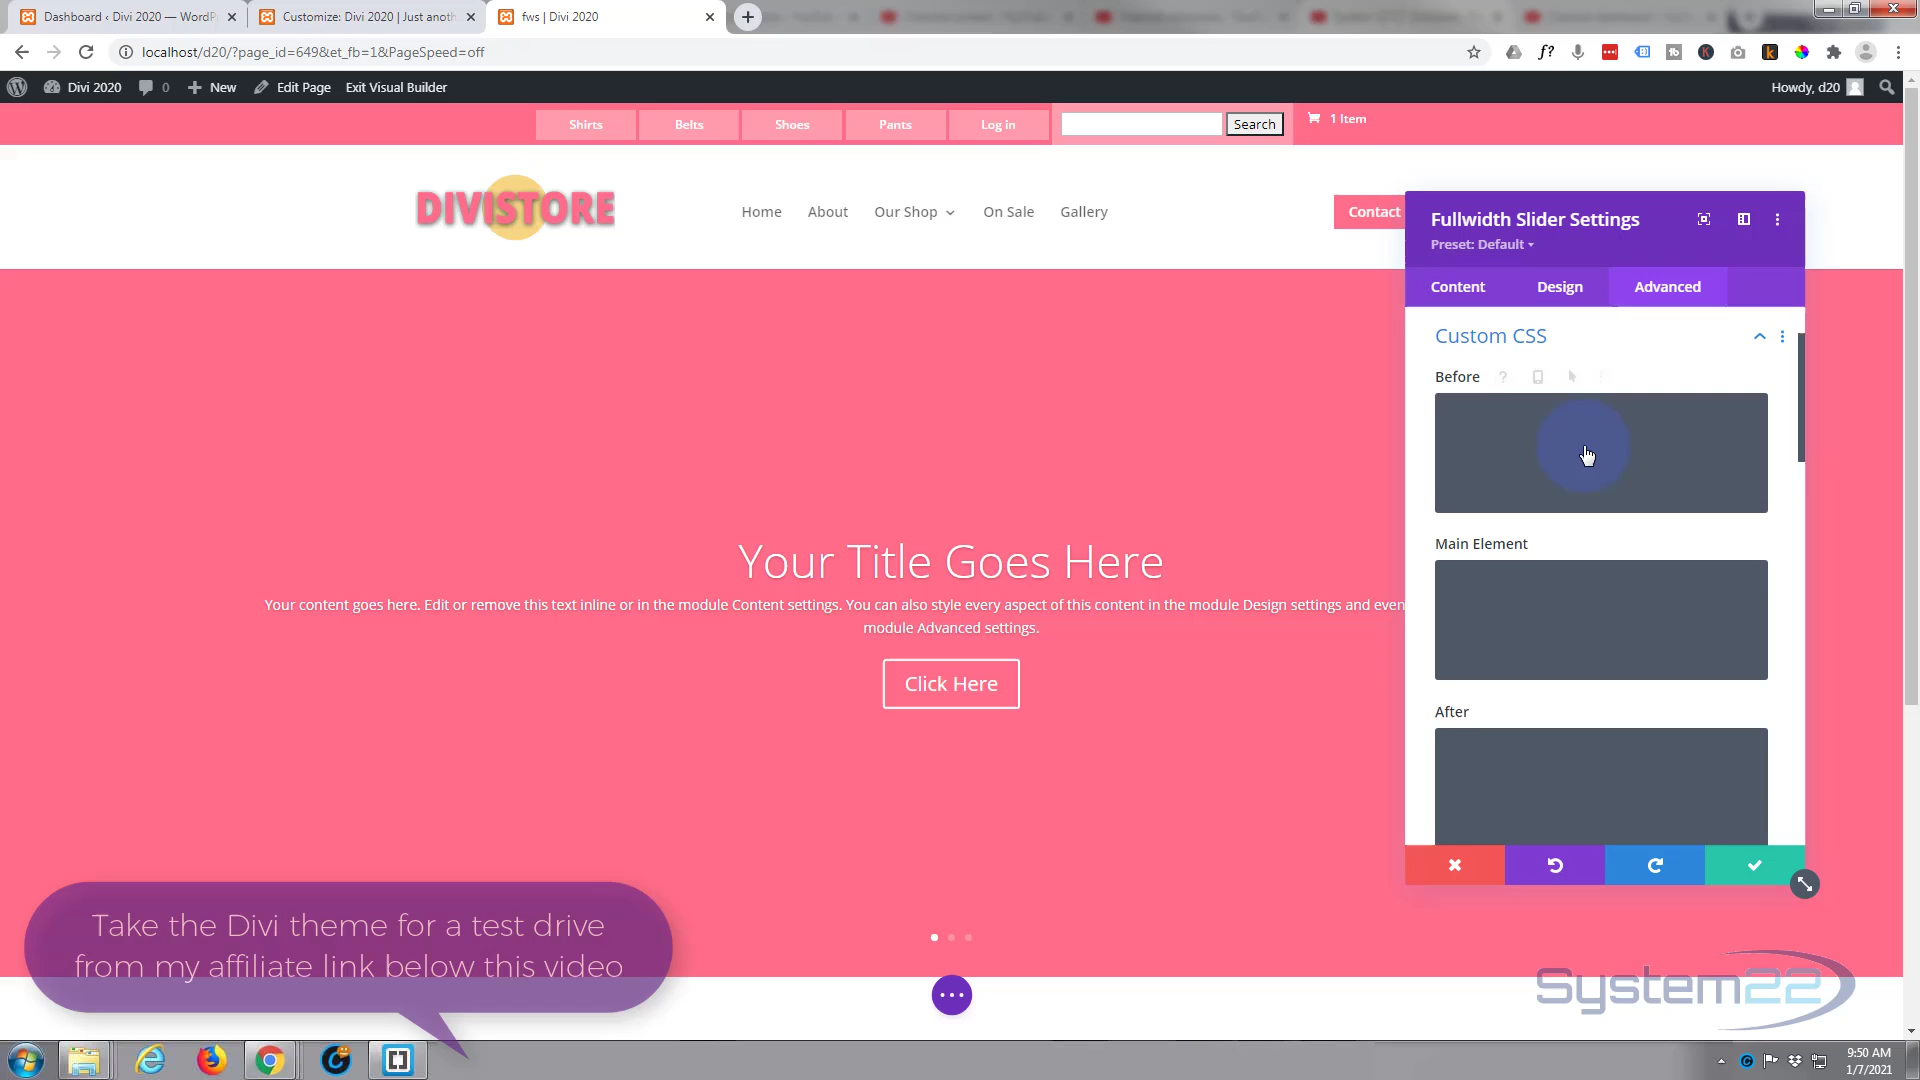 Dashboard ‹ Divi 2020 — WordP
Customize: Divi 2020 | Just anoth
fws | Divi 2020
localhost/d20/?page_id=649&et_fb=1&PageSpeed=off
Divi 2020
0
New
Edit Page
Exit Visual Builder
Howdy, d20
Shirts
Belts
Shoes
Pants
Log in
Search
1 Item
DIVISTORE
Home
About
Our Shop
On Sale
Gallery
Contact
Fullwidth Slider Settings
Preset: Default
Content
Design
Advanced
Custom CSS
Before
Main Element
After
Your Title Goes Here
Your content goes here. Edit or remove this text inline or in the module Content settings. You can also style every aspect of this content in the module Design settings and even
module Advanced settings.
Click Here
Take the Divi theme for a test drive
from my affiliate link below this video
System22
9:50 AM
1/7/2021